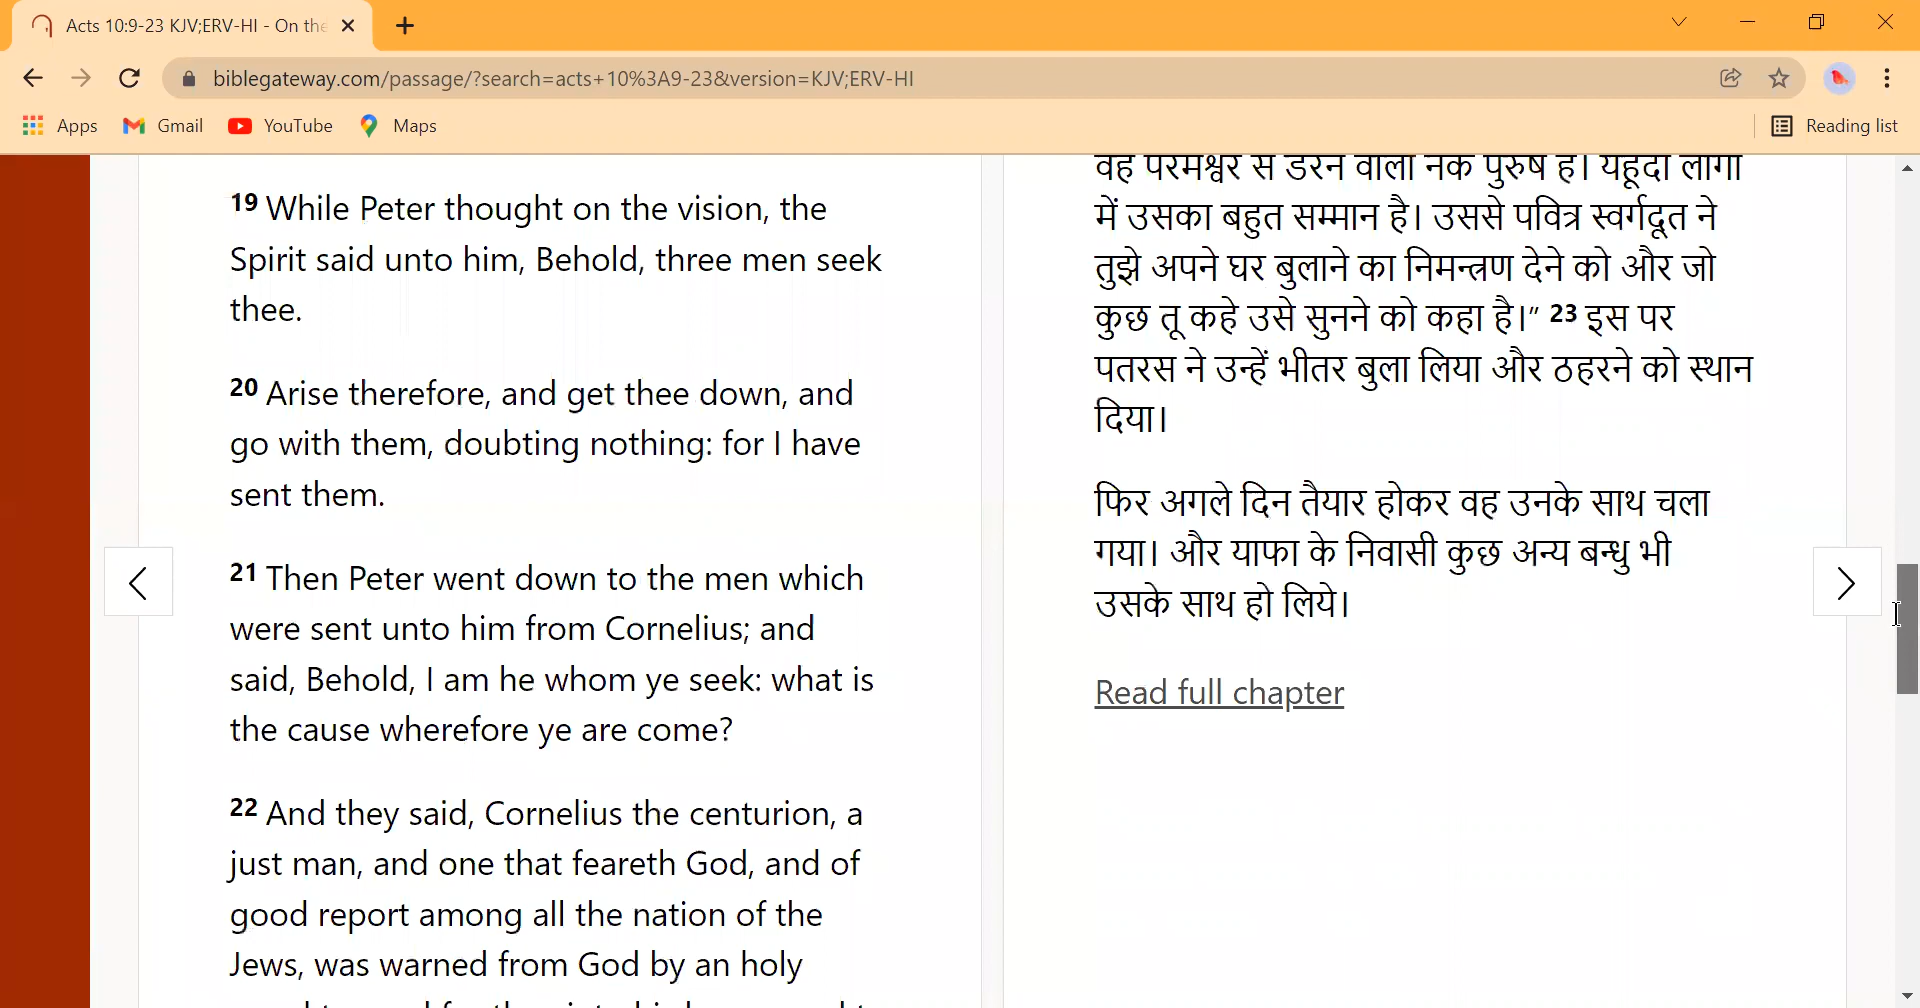 Acts 10:9-23 KJV;ERV-HI - On the
biblegateway.com/passage/?search=acts+10%3A9-23&version=KJV;ERV-HI
Apps Gmail YouTube Maps Reading list
19 While Peter thought on the vision, the
Spirit said unto him, Behold, three men seek
thee.
20 Arise therefore, and get thee down, and
go with them, doubting nothing: for I have
sent them.
21 Then Peter went down to the men which
were sent unto him from Cornelius; and
said, Behold, I am he whom ye seek: what is
the cause wherefore ye are come?
22 And they said, Cornelius the centurion, a
just man, and one that feareth God, and of
good report among all the nation of the
Jews, was warned from God by an holy
वह परमेश्वर से डरने वाला नेक पुरुष है। यहूदी लोगों
में उसका बहुत सम्मान है। उससे पवित्र स्वर्गदूत ने
तुझे अपने घर बुलाने का निमन्त्रण देने को और जो
कुछ तू कहे उसे सुनने को कहा है।” 23 इस पर
पतरस ने उन्हें भीतर बुला लिया और ठहरने को स्थान
दिया।
फिर अगले दिन तैयार होकर वह उनके साथ चला
गया। और याफा के निवासी कुछ अन्य बन्धु भी
उसके साथ हो लिये।
Read full chapter